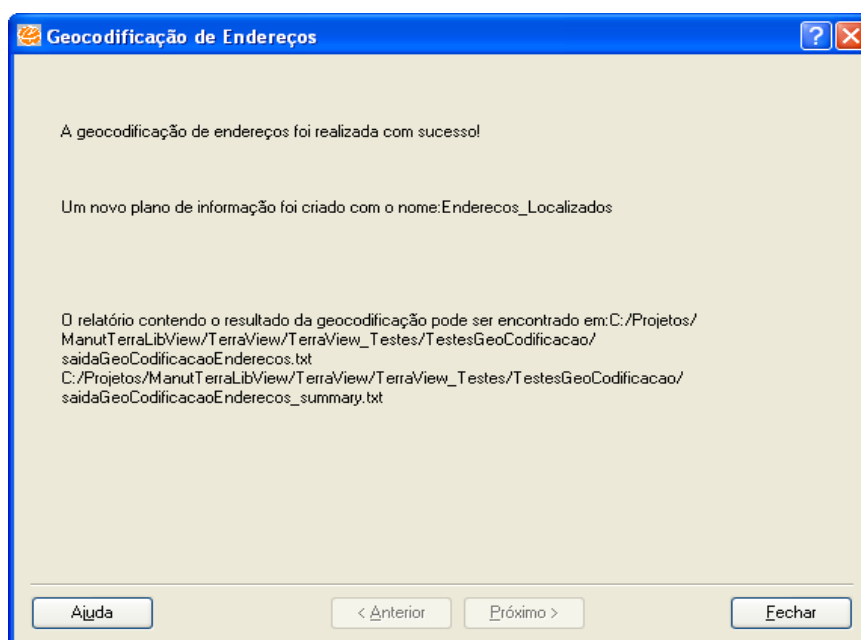 Geocodificação de Endereços
A geocodificação de endereços foi realizada com sucesso!
Um novo plano de informação foi criado com o nome:Enderecos_Localizados
O relatório contendo o resultado da geocodificação pode ser encontrado em:C:/Projetos/
ManutTerraLibView/TerraView/TerraView_Testes/TestesGeoCodificacao/
saidaGeoCodificacaoEnderecos.txt
C:/Projetos/ManutTerraLibView/TerraView/TerraView_Testes/TestesGeoCodificacao/
saidaGeoCodificacaoEnderecos_summary.txt
Ajuda
< Anterior
Próximo >
Fechar